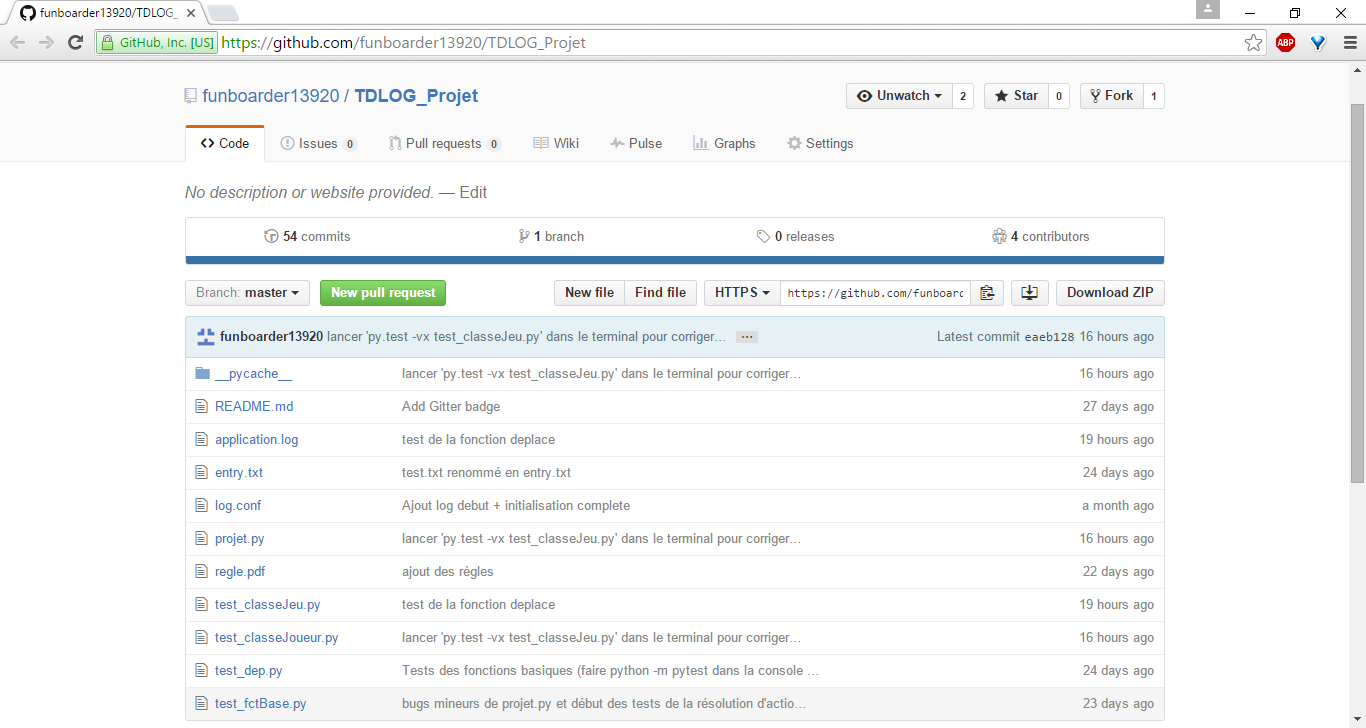 funboarder13920/TDLOG_
GitHub, Inc. [US] https://github.com/funboarder13920/TDLOG_Projet
ABP
funboarder13920 / TDLOG_Projet Unwatch 2 Star 0 Fork 1
Code Issues 0 Pull requests 0 Wiki Pulse Graphs Settings
No description or website provided. — Edit
54 commits 1 branch 0 releases 4 contributors
Branch: master New pull request New file Find file HTTPS https://github.com/funboard Download ZIP
funboarder13920 lancer 'py.test -vx test_classeJeu.py' dans le terminal pour corriger… ... Latest commit eaeb128 16 hours ago
__pycache__ lancer 'py.test -vx test_classeJeu.py' dans le terminal pour corriger… 16 hours ago
README.md Add Gitter badge 27 days ago
application.log test de la fonction deplace 19 hours ago
entry.txt test.txt renommé en entry.txt 24 days ago
log.conf Ajout log debut + initialisation complete a month ago
projet.py lancer 'py.test -vx test_classeJeu.py' dans le terminal pour corriger… 16 hours ago
regle.pdf ajout des règles 22 days ago
test_classeJeu.py test de la fonction deplace 19 hours ago
test_classeJoueur.py lancer 'py.test -vx test_classeJeu.py' dans le terminal pour corriger… 16 hours ago
test_dep.py Tests des fonctions basiques (faire python -m pytest dans la console … 24 days ago
test_fctBase.py bugs mineurs de projet.py et début des tests de la résolution d'actio… 23 days ago